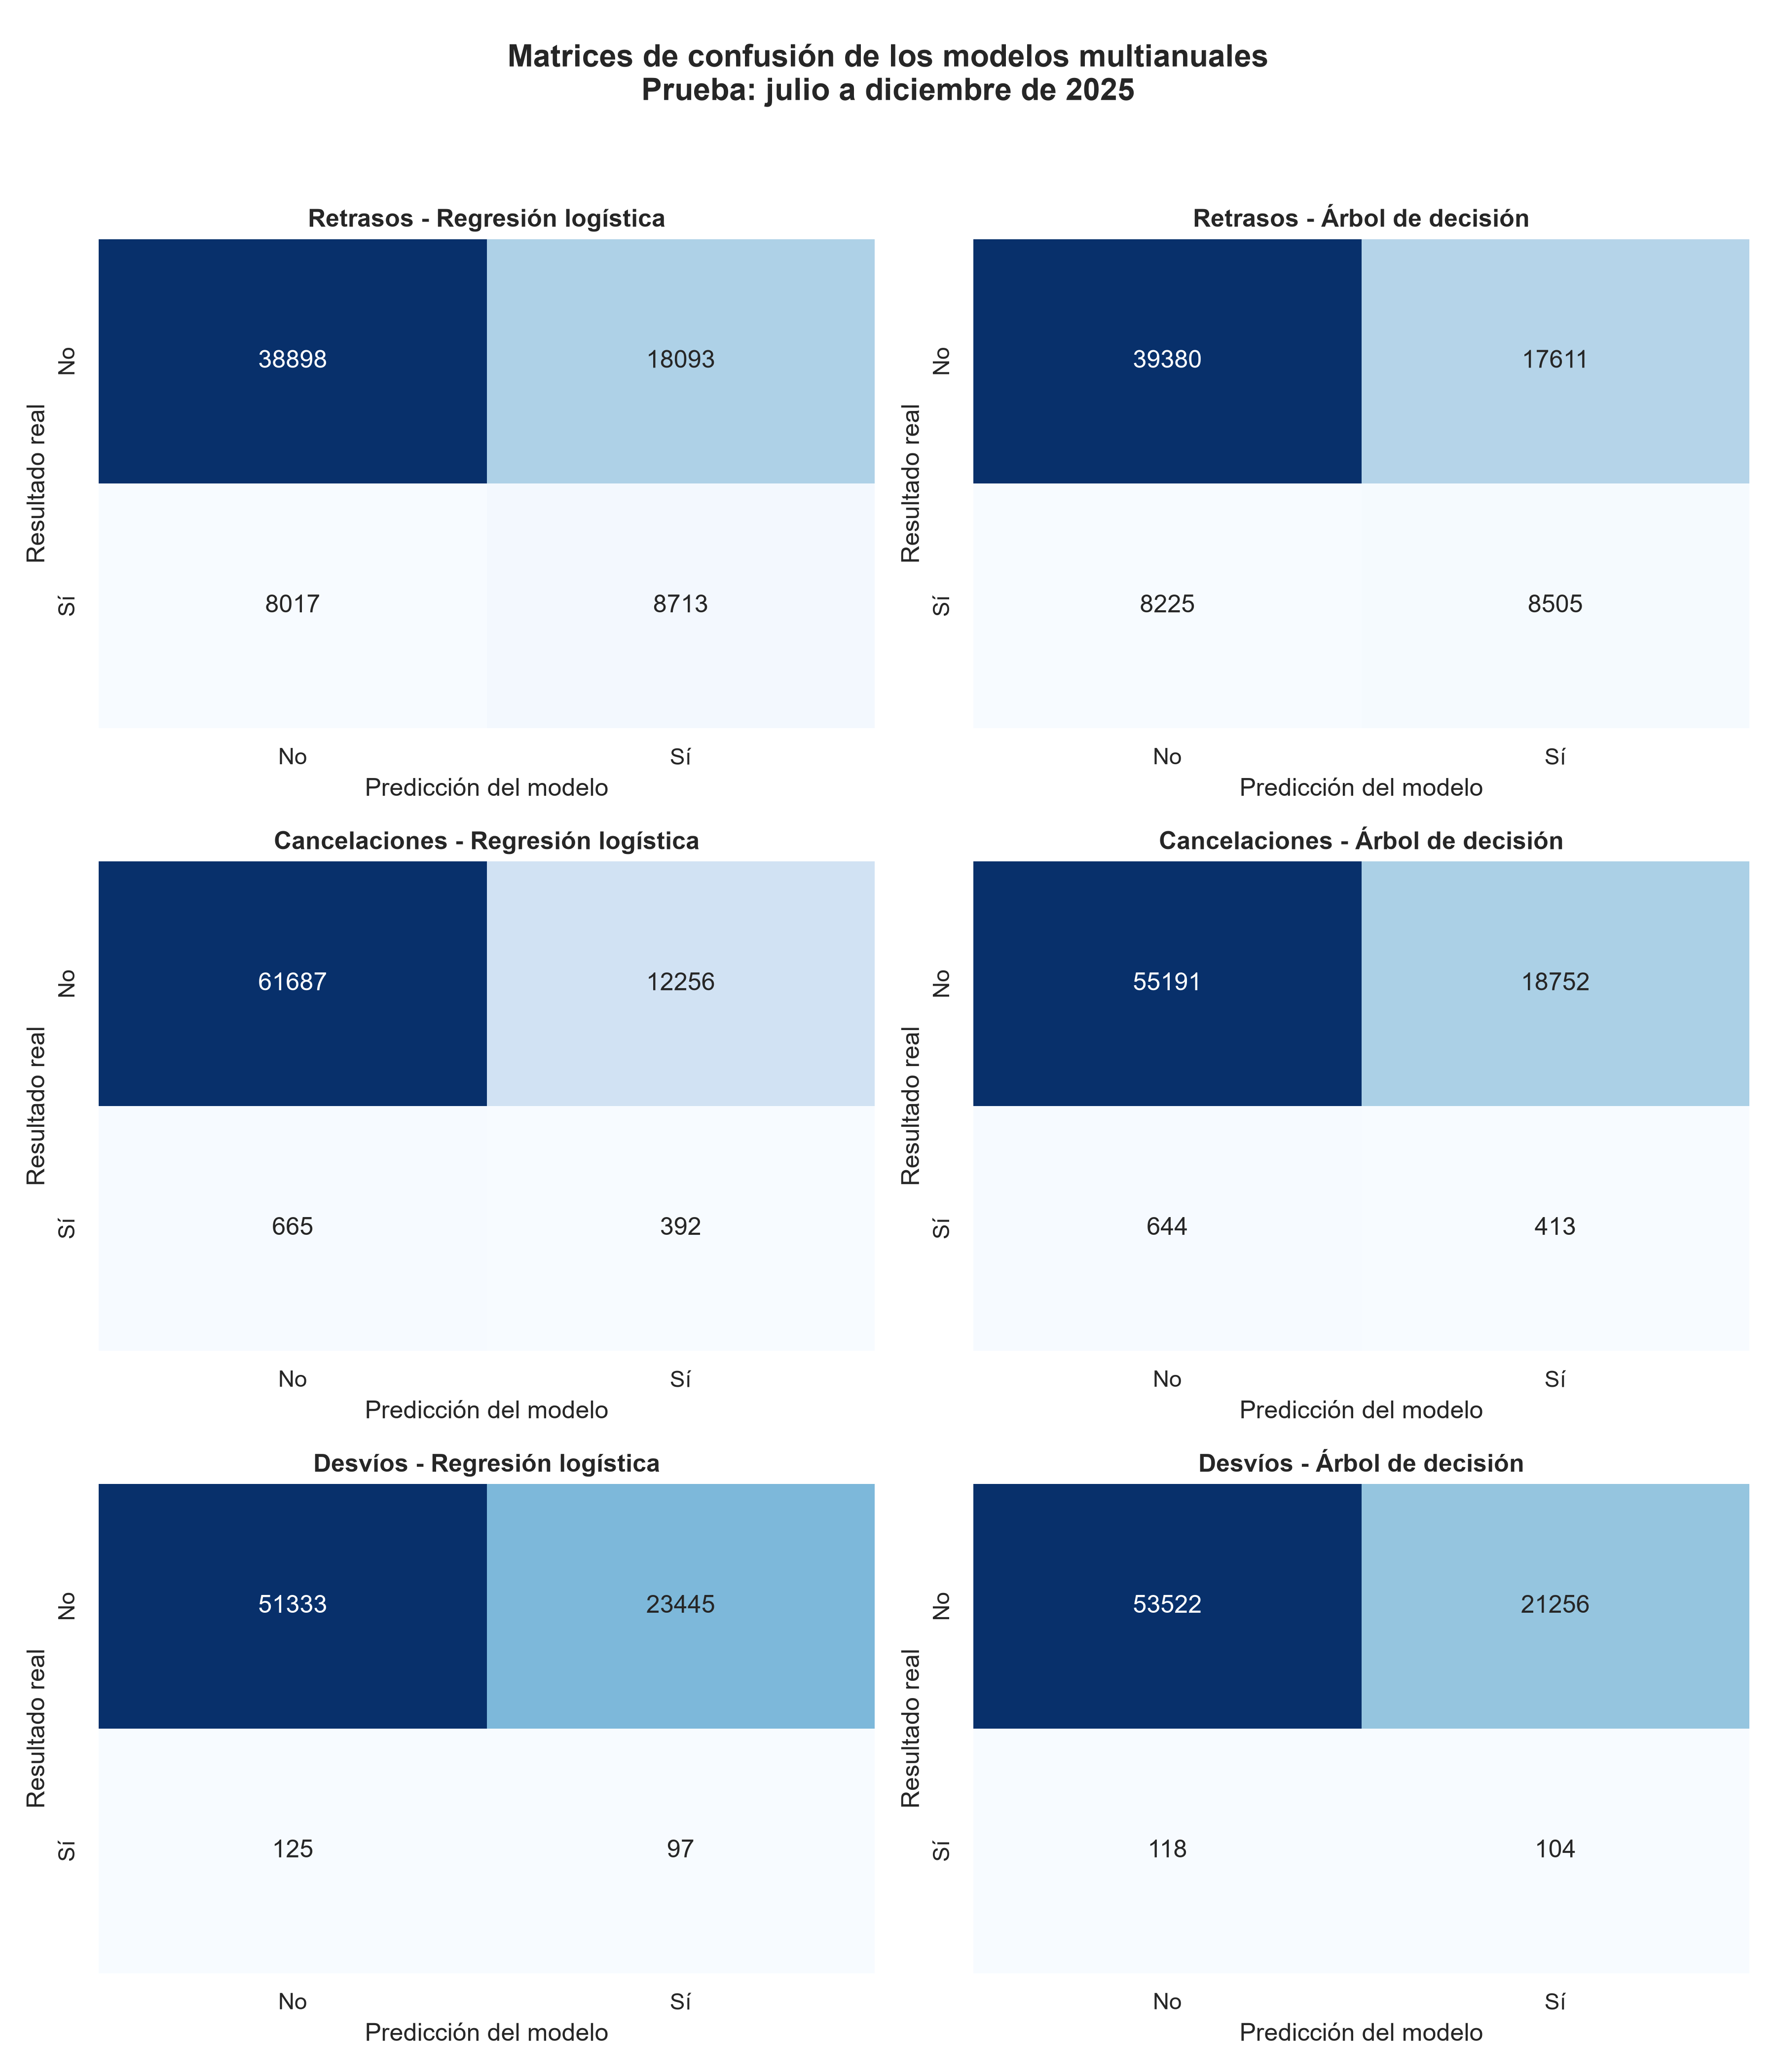 Matrices de confusión de los modelos multianuales
Prueba: julio a diciembre de 2025
Retrasos - Regresión logística
Resultado real
No
38898
18093
Sí
8017
8713
No
Sí
Predicción del modelo
Retrasos - Árbol de decisión
Resultado real
No
39380
17611
Sí
8225
8505
No
Sí
Predicción del modelo
Cancelaciones - Regresión logística
Resultado real
No
61687
12256
Sí
665
392
No
Sí
Predicción del modelo
Cancelaciones - Árbol de decisión
Resultado real
No
55191
18752
Sí
644
413
No
Sí
Predicción del modelo
Desvíos - Regresión logística
Resultado real
No
51333
23445
Sí
125
97
No
Sí
Predicción del modelo
Desvíos - Árbol de decisión
Resultado real
No
53522
21256
Sí
118
104
No
Sí
Predicción del modelo